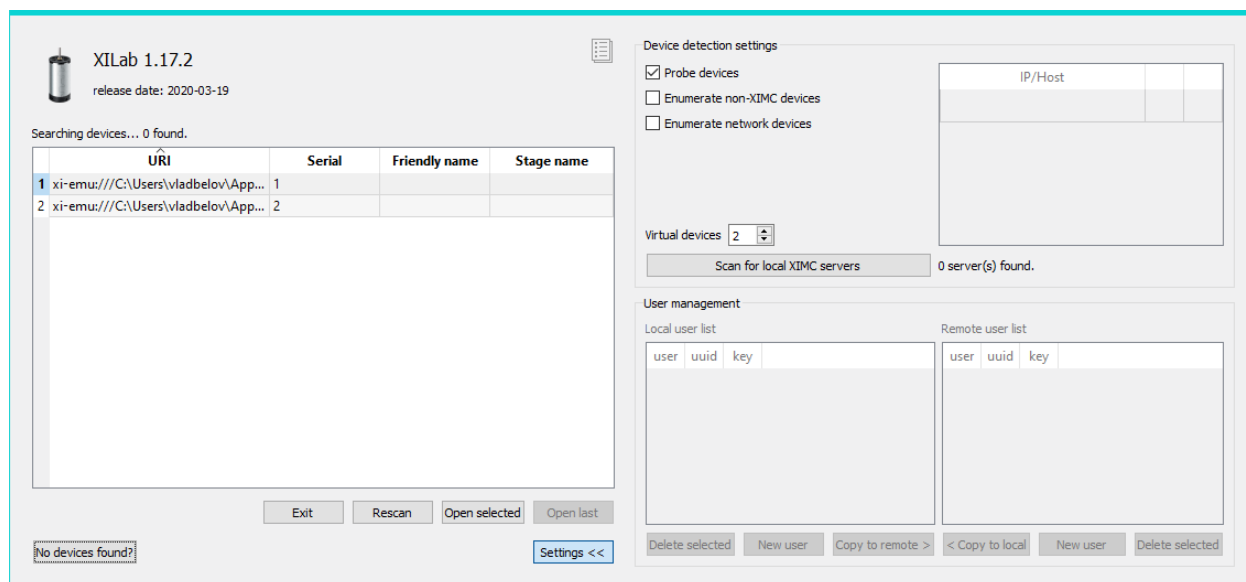 XILab 1.17.2
release date: 2020-03-19
Searching devices... 0 found.
URI Serial Friendly name Stage name
1 xi-emu:///C:\Users\vladbelov\App... 1
2 xi-emu:///C:\Users\vladbelov\App... 2
Exit Rescan Open selected Open last
No devices found? Settings <<
Device detection settings
Probe devices
Enumerate non-XIMC devices
Enumerate network devices
IP/Host
Virtual devices 2
Scan for local XIMC servers 0 server(s) found.
User management
Local user list Remote user list
user uuid key user uuid key
Delete selected New user Copy to remote > < Copy to local New user Delete selected